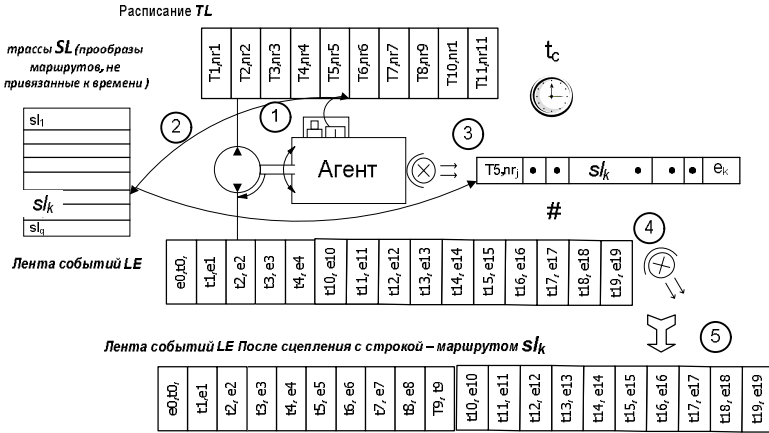 Расписание TL
T1,nr1
T2,nr2
T3,nr3
T4,nr4
T5,nr5
T6,nr6
T7,nr7
T8,nr9
T10,nr1
T11,nr11
tc
трассы SL (прообразы
маршрутов, не
привязанные к времени )
sl1
slk
slq
1
2
3
Агент
T5,nrj
slk
ek
#
4
Лента событий LE
e0,t0,
t1,e1
t2, e2
t3, e3
t4, e4
t10, e10
t11, e11
t12, e12
t13, e13
t14, e14
t15, e15
t16, e16
t17, e17
t18, e18
t19, e19
5
Лента событий LE После сцепления с строкой – маршрутом slk
e0,t0,
t1,e1
t2, e2
t3, e3
t4, e4
t5, e5
t6, e6
t7, e7
t8, e8
T9, t9
t10, e10
t11, e11
t12, e12
t13, e13
t14, e14
t15, e15
t16, e16
t17, e17
t18, e18
t19, e19